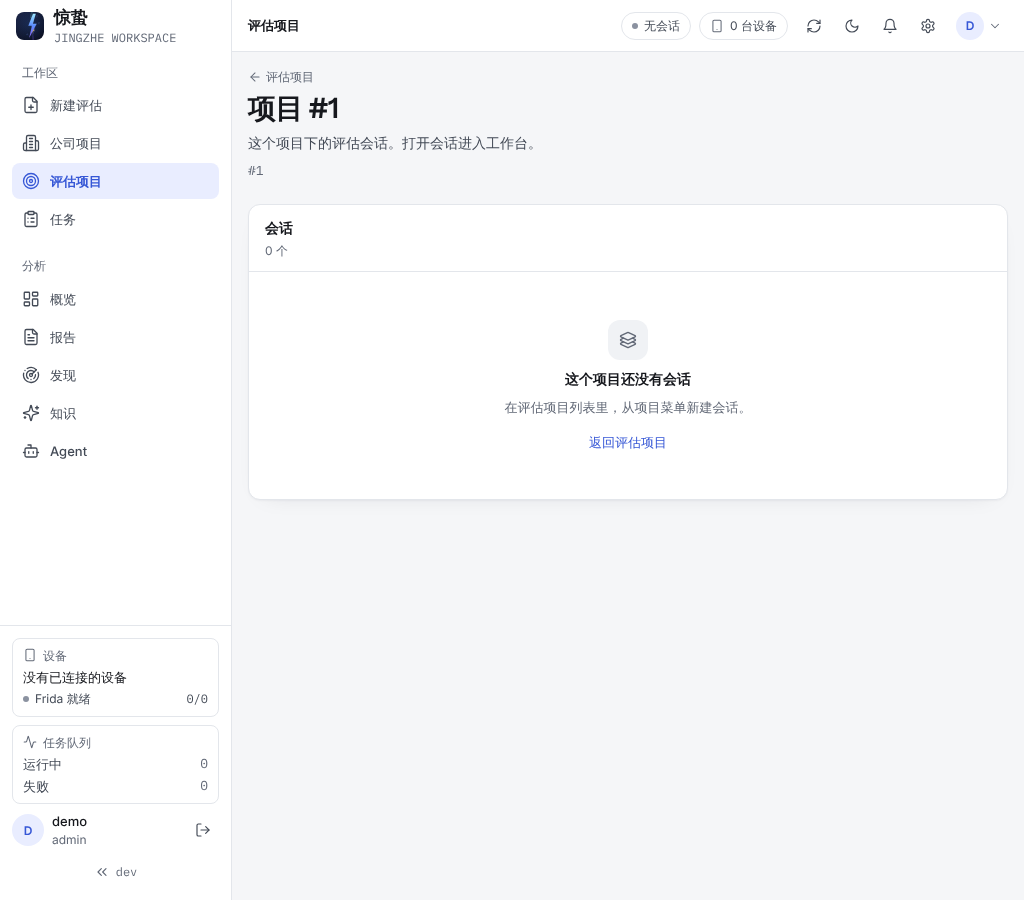 惊蛰
JINGZHE WORKSPACE
工作区
新建评估
公司项目
评估项目
任务
分析
概览
报告
发现
知识
Agent
设备
没有已连接的设备
Frida 就绪 0/0
任务队列
运行中 0
失败 0
D
demo
admin
dev
评估项目
无会话
0 台设备
D
评估项目
项目 #1
这个项目下的评估会话。打开会话进入工作台。
#1
会话
0 个
这个项目还没有会话
在评估项目列表里，从项目菜单新建会话。
返回评估项目